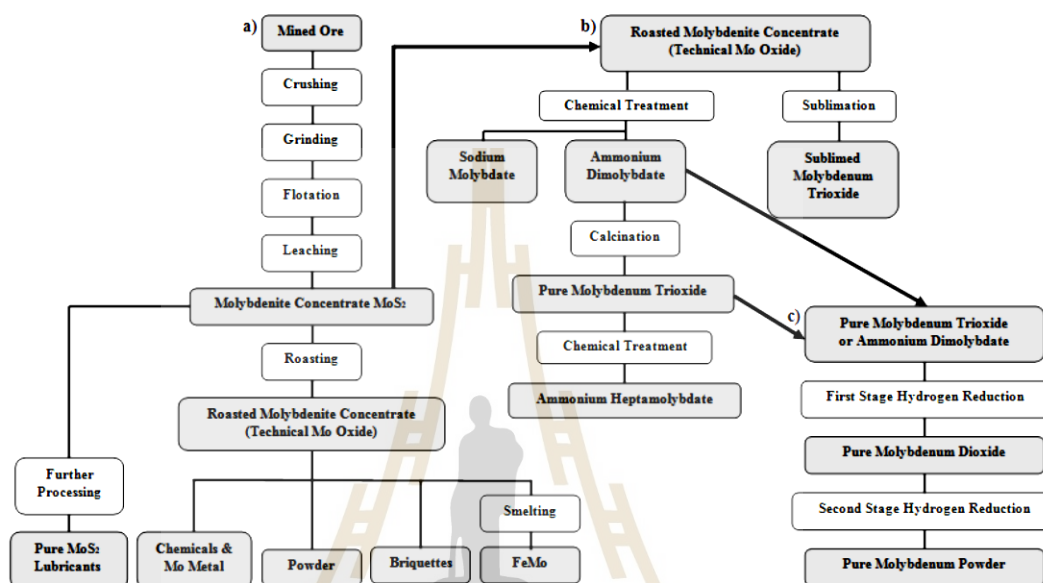 a)
Mined Ore
Crushing
Grinding
Flotation
Leaching
Molybdenite Concentrate MoS₂
Roasting
Roasted Molybdenite Concentrate
(Technical Mo Oxide)
Further
Processing
Smelting
Pure MoS₂
Lubricants
Chemicals &
Mo Metal
Powder
Briquettes
FeMo
b)
Roasted Molybdenite Concentrate
(Technical Mo Oxide)
Chemical Treatment
Sublimation
Sodium
Molybdate
Ammonium
Dimolybdate
Sublimed
Molybdenum
Trioxide
Calcination
Pure Molybdenum Trioxide
Chemical Treatment
Ammonium Heptamolybdate
c)
Pure Molybdenum Trioxide
or Ammonium Dimolybdate
First Stage Hydrogen Reduction
Pure Molybdenum Dioxide
Second Stage Hydrogen Reduction
Pure Molybdenum Powder